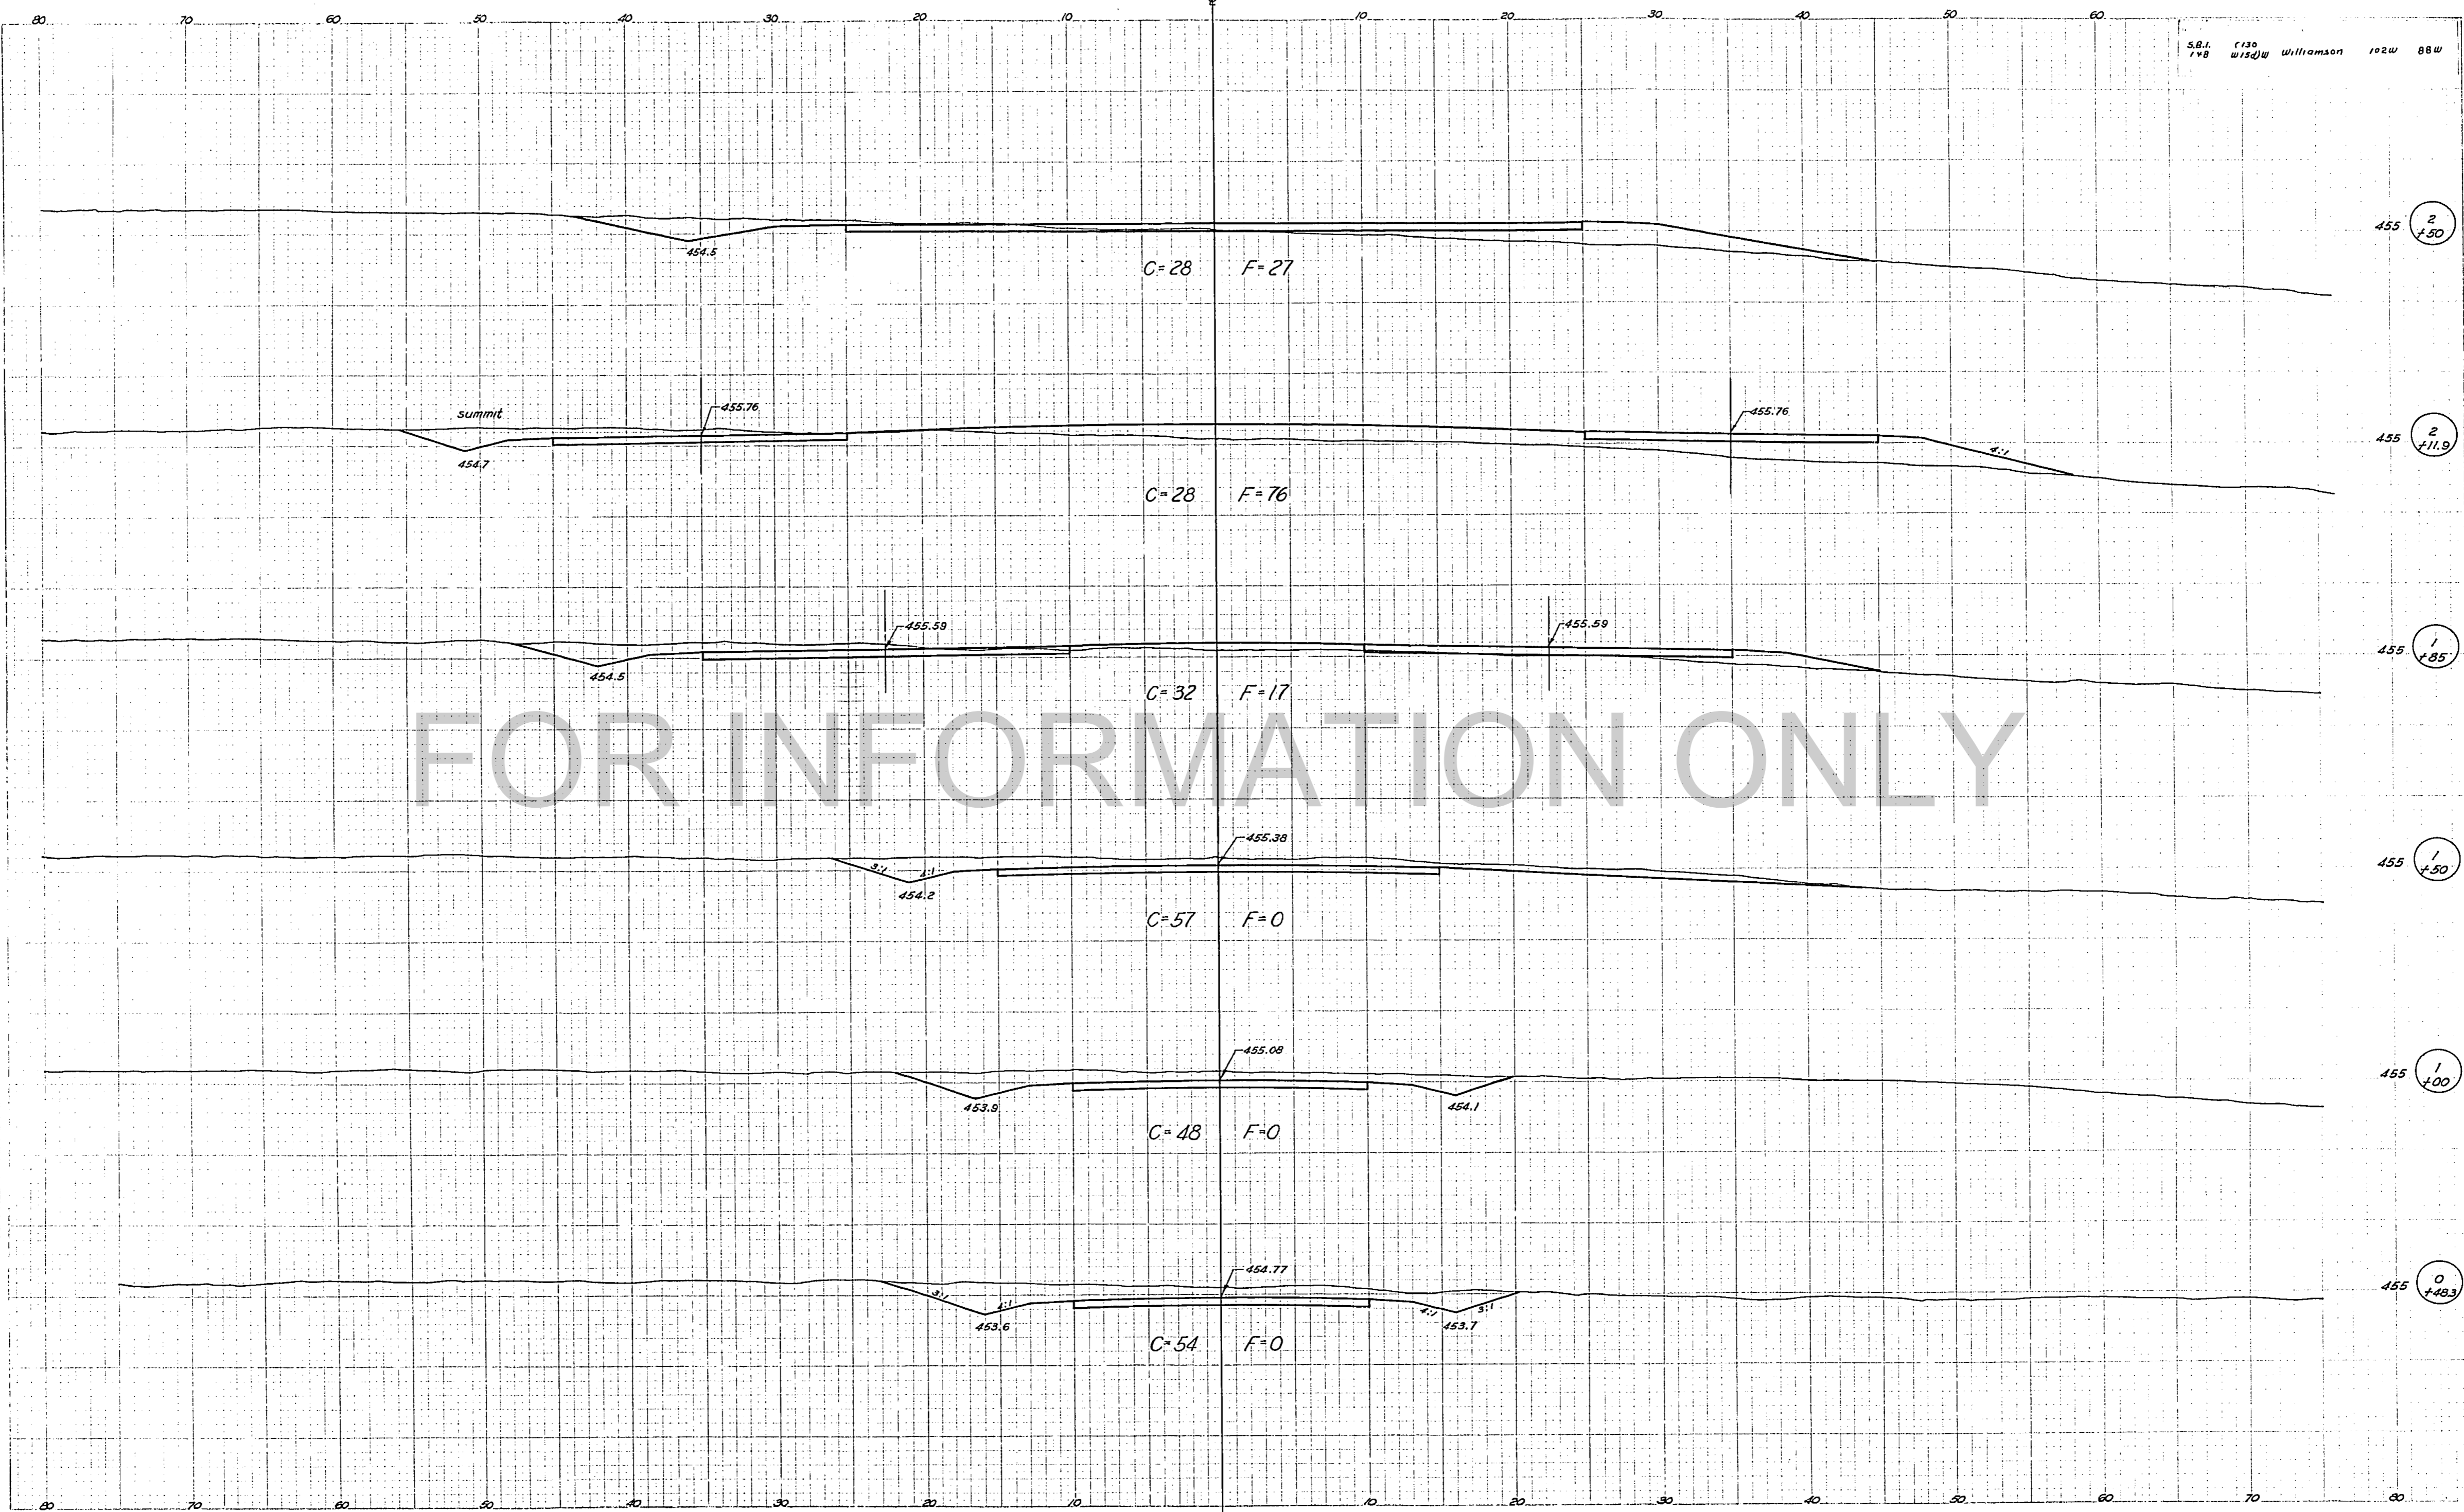 80 70 60 50 40 30 20 10 10 20 30 40 50 60
S.B.I. (130
148 W15d)W Williamson 102W 88W
454.5
455 2
+50
C=28 F=27
summit 455.76 455.76
454.7
4:1
455 2
+11.9
C=28 F=76
455.59 455.59
454.5
455 1
+85
C=32 F=17
FOR INFORMATION ONLY
455.38
3:1 4:1
454.2
455 1
+50
C=57 F=0
455.08
453.9 454.1
455 1
+00
C=48 F=0
454.77
3:1 4:1 4:1 3:1
453.6 453.7
455 0
+48.3
C=54 F=0
80 70 60 50 40 30 20 10 10 20 30 40 50 60 70 80